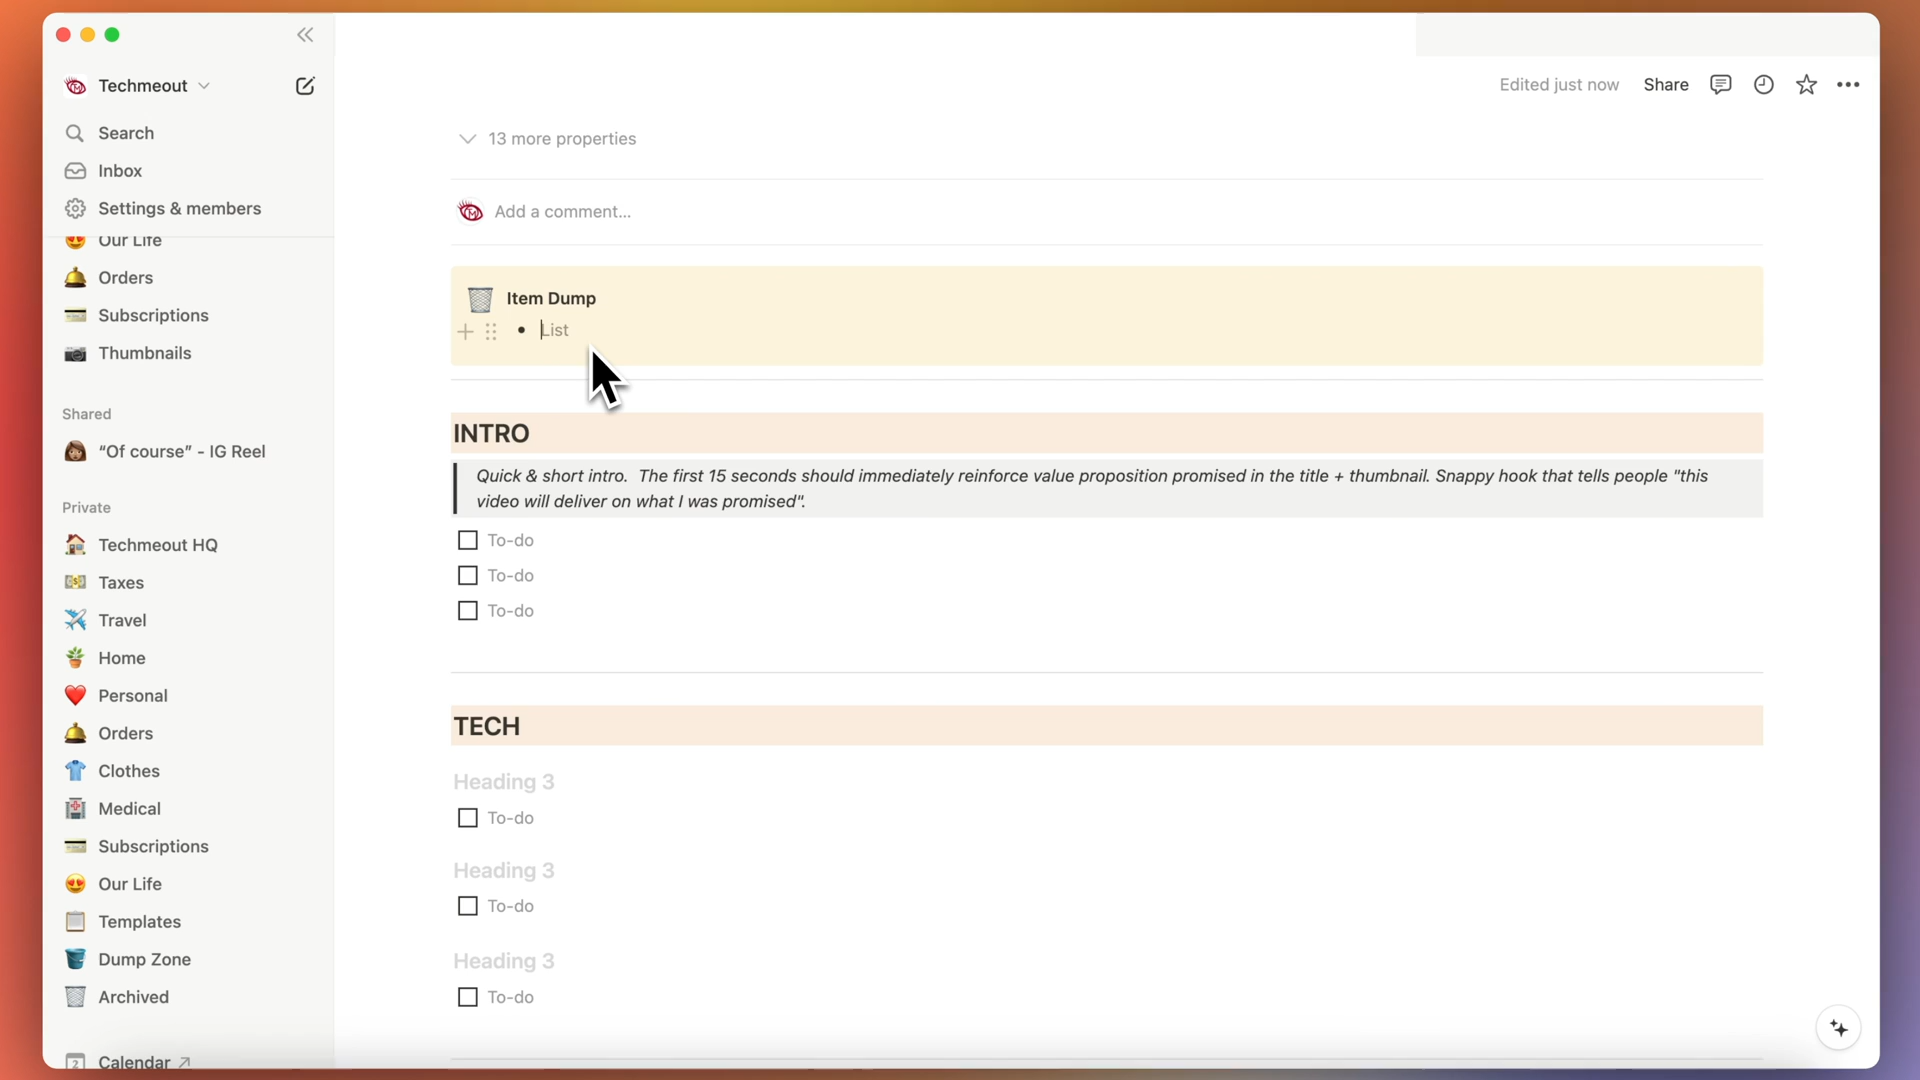 Techmeout
Search
Inbox
Settings & members
Our Life
Orders
Subscriptions
Thumbnails
Shared
“Of course” - IG Reel
Private
Techmeout HQ
Taxes
Travel
Home
Personal
Orders
Clothes
Medical
Subscriptions
Our Life
Templates
Dump Zone
Archived
2 Calendar ↗
Edited just now Share
13 more properties
Add a comment...
Item Dump
• List
INTRO
Quick & short intro.  The first 15 seconds should immediately reinforce value proposition promised in the title + thumbnail. Snappy hook that tells people "this
video will deliver on what I was promised".
To-do
To-do
To-do
TECH
Heading 3
To-do
Heading 3
To-do
Heading 3
To-do